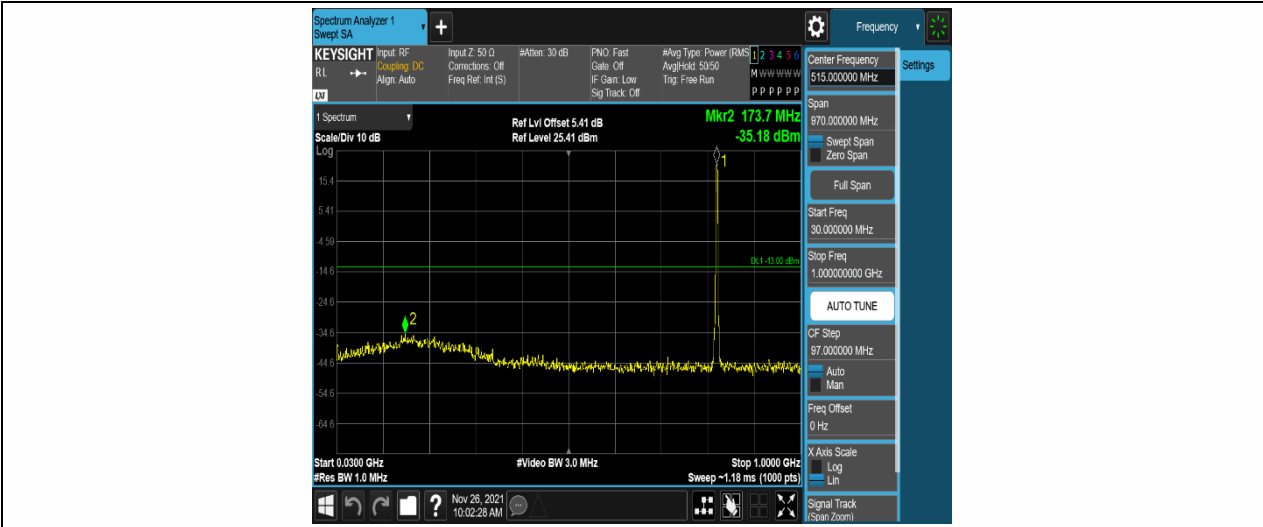 Spectrum Analyzer 1
Swept SA
+
Frequency
KEYSIGHT
RL
LXI
Input: RF
Coupling: DC
Align: Auto
Input Z: 50 Ω
Corrections: Off
Freq Ref: Int (S)
#Atten: 30 dB
PNO: Fast
Gate: Off
IF Gain: Low
Sig Track: Off
#Avg Type: Power (RMS
Avg|Hold: 50/50
Trig: Free Run
1 2 3 4 5 6
M W W W W W
P P P P P P
Center Frequency
515.000000 MHz
Settings
1 Spectrum
Scale/Div 10 dB
Ref Lvl Offset 5.41 dB
Ref Level 25.41 dBm
Mkr2 173.7 MHz
-35.18 dBm
Log
15.4
5.41
-4.59
-14.6
-24.6
-34.6
-44.6
-54.6
-64.6
1
DL1 -13.00 dBm
2
Start 0.0300 GHz
#Res BW 1.0 MHz
#Video BW 3.0 MHz
Stop 1.0000 GHz
Sweep ~1.18 ms (1000 pts)
Span
970.000000 MHz
Swept Span
Zero Span
Full Span
Start Freq
30.000000 MHz
Stop Freq
1.000000000 GHz
AUTO TUNE
CF Step
97.000000 MHz
Auto
Man
Freq Offset
0 Hz
X Axis Scale
Log
Lin
Signal Track
(Span Zoom)
?
Nov 26, 2021
10:02:28 AM